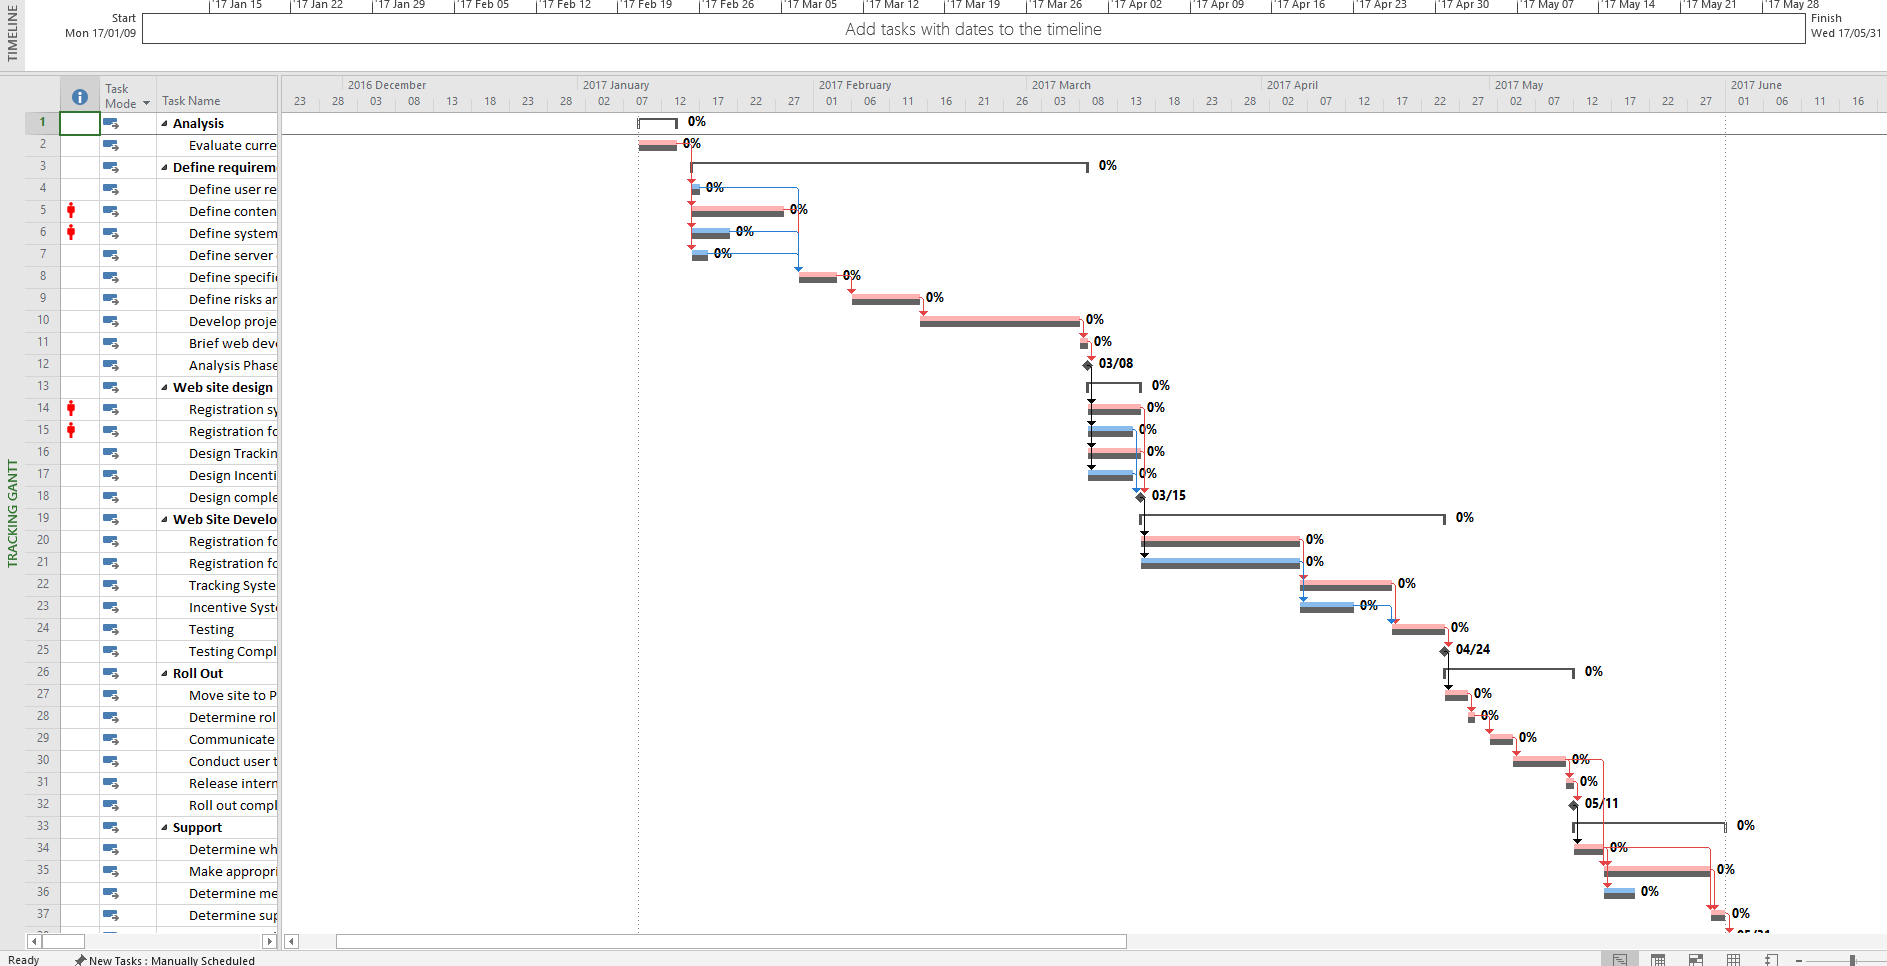 TIMELINE
'17 Jan 15 '17 Jan 22 '17 Jan 29 '17 Feb 05 '17 Feb 12 '17 Feb 19 '17 Feb 26 '17 Mar 05 '17 Mar 12 '17 Mar 19 '17 Mar 26 '17 Apr 02 '17 Apr 09 '17 Apr 16 '17 Apr 23 '17 Apr 30 '17 May 07 '17 May 14 '17 May 21 '17 May 28
Start
Mon 17/01/09
Add tasks with dates to the timeline
Finish
Wed 17/05/31
TRACKING GANTT
Task Mode
Task Name
2016 December 2017 January 2017 February 2017 March 2017 April 2017 May 2017 June
23 28 03 08 13 18 23 28 02 07 12 17 22 27 01 06 11 16 21 26 03 08 13 18 23 28 02 07 12 17 22 27 02 07 12 17 22 27 01 06 11 16
1 Analysis 0%
2 Evaluate curre 0%
3 Define requirem 0%
4 Define user re 0%
5 Define conten 0%
6 Define system 0%
7 Define server 0%
8 Define specifi 0%
9 Define risks ar 0%
10 Develop proje 0%
11 Brief web dev 0%
12 Analysis Phase 03/08
13 Web site design 0%
14 Registration sy 0%
15 Registration fo 0%
16 Design Trackin 0%
17 Design Incenti 0%
18 Design comple 03/15
19 Web Site Develo 0%
20 Registration fo 0%
21 Registration fo 0%
22 Tracking Syste 0%
23 Incentive Syst 0%
24 Testing 0%
25 Testing Compl 04/24
26 Roll Out 0%
27 Move site to P 0%
28 Determine rol 0%
29 Communicate 0%
30 Conduct user t 0%
31 Release intern 0%
32 Roll out compl 05/11
33 Support 0%
34 Determine wh 0%
35 Make appropri 0%
36 Determine me 0%
37 Determine sup 0%
Ready
New Tasks : Manually Scheduled